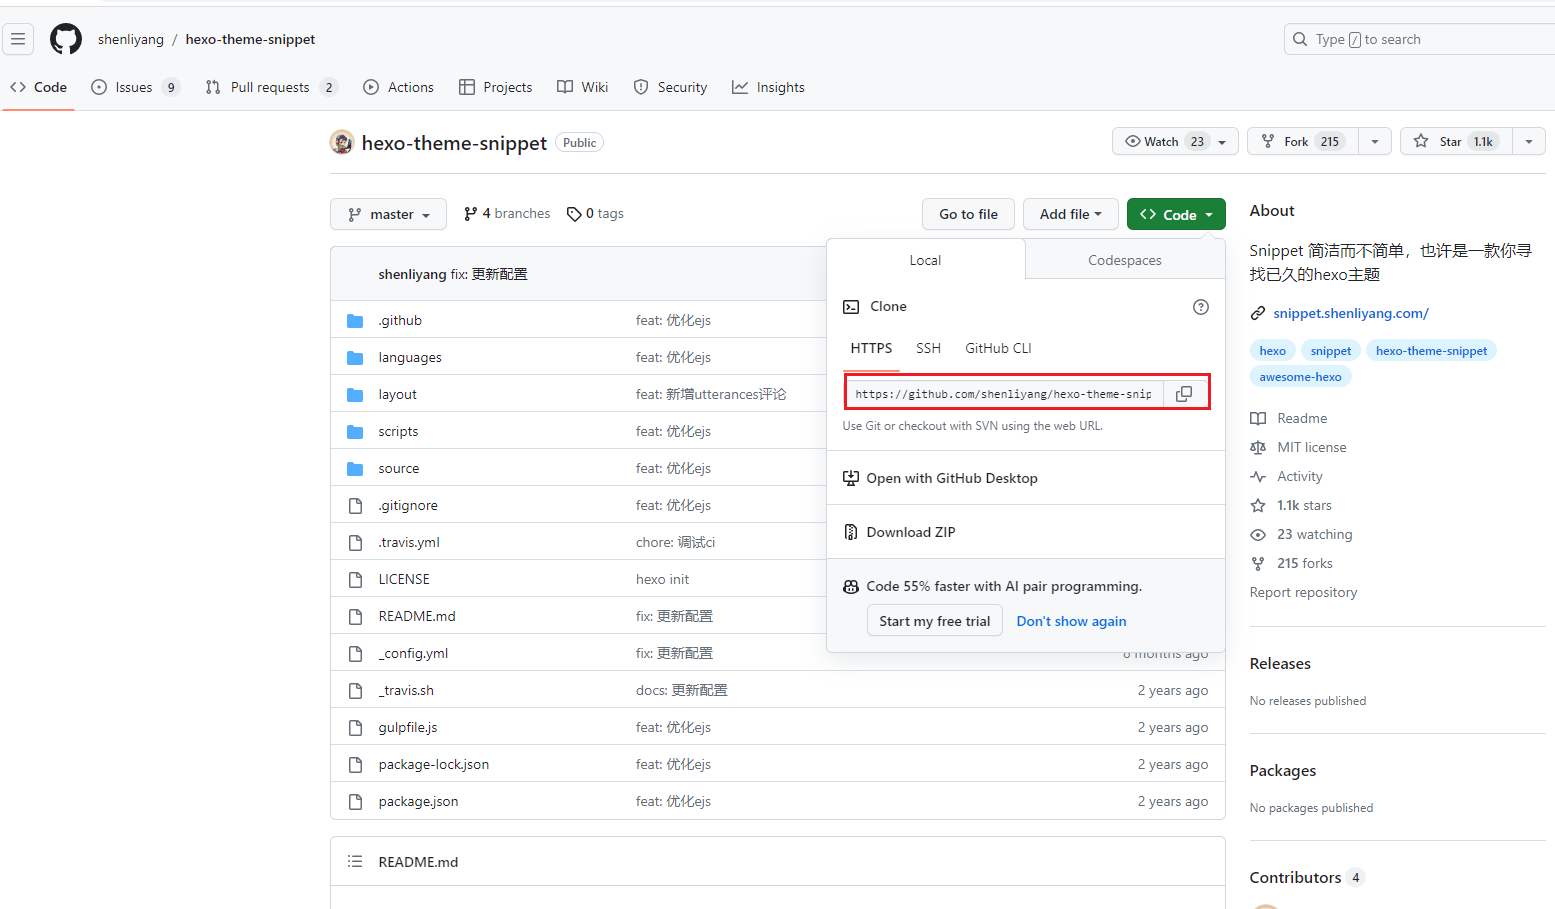 shenliyang / hexo-theme-snippet
Type / to search
Code
Issues 9
Pull requests 2
Actions
Projects
Wiki
Security
Insights
hexo-theme-snippet Public
Watch 23
Fork 215
Star 1.1k
master
4 branches
0 tags
Go to file
Add file
Code
Local
Codespaces
Clone
HTTPS
SSH
GitHub CLI
https://github.com/shenliyang/hexo-theme-snip
Use Git or checkout with SVN using the web URL.
Open with GitHub Desktop
Download ZIP
Code 55% faster with AI pair programming.
Start my free trial
Don't show again
shenliyang fix: 更新配置
.github feat: 优化ejs
languages feat: 优化ejs
layout feat: 新增utterances评论
scripts feat: 优化ejs
source feat: 优化ejs
.gitignore feat: 优化ejs
.travis.yml chore: 调试ci
LICENSE hexo init
README.md fix: 更新配置
_config.yml fix: 更新配置 months ago
_travis.sh docs: 更新配置 2 years ago
gulpfile.js feat: 优化ejs 2 years ago
package-lock.json feat: 优化ejs 2 years ago
package.json feat: 优化ejs 2 years ago
README.md
About
Snippet 简洁而不简单，也许是一款你寻
找已久的hexo主题
snippet.shenliyang.com/
hexo snippet hexo-theme-snippet
awesome-hexo
Readme
MIT license
Activity
1.1k stars
23 watching
215 forks
Report repository
Releases
No releases published
Packages
No packages published
Contributors 4